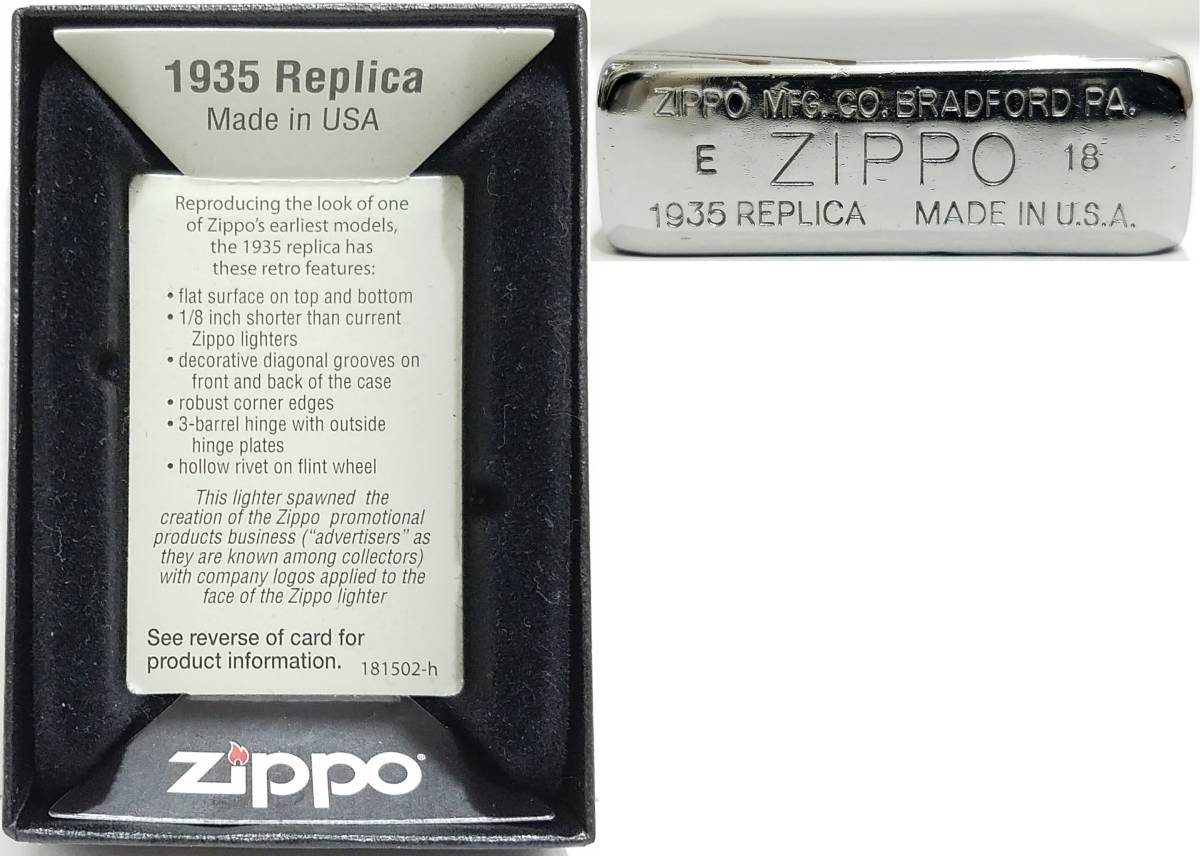 1935 Replica
Made in USA
Reproducing the look of one
of Zippo's earliest models,
the 1935 replica has
these retro features:
• flat surface on top and bottom
• 1/8 inch shorter than current
Zippo lighters
• decorative diagonal grooves on
front and back of the case
• robust corner edges
• 3-barrel hinge with outside
hinge plates
• hollow rivet on flint wheel
This lighter spawned the
creation of the Zippo promotional
products business ("advertisers" as
they are known among collectors)
with company logos applied to the
face of the Zippo lighter
See reverse of card for
product information. 181502-h
zippo®
ZIPPO MFG. CO. BRADFORD PA.
E ZIPPO 18
1935 REPLICA MADE IN U.S.A.